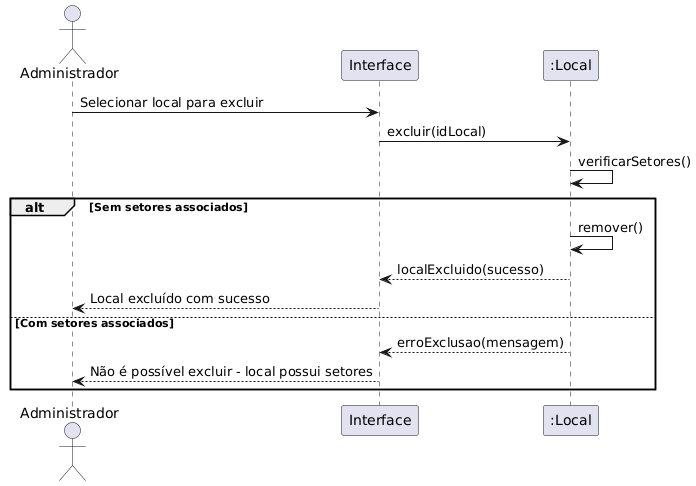 Administrador
Interface
:Local
Selecionar local para excluir
excluir(idLocal)
verificarSetores()
alt
[Sem setores associados]
remover()
localExcluido(sucesso)
Local excluído com sucesso
[Com setores associados]
erroExclusao(mensagem)
Não é possível excluir - local possui setores
Administrador
Interface
:Local